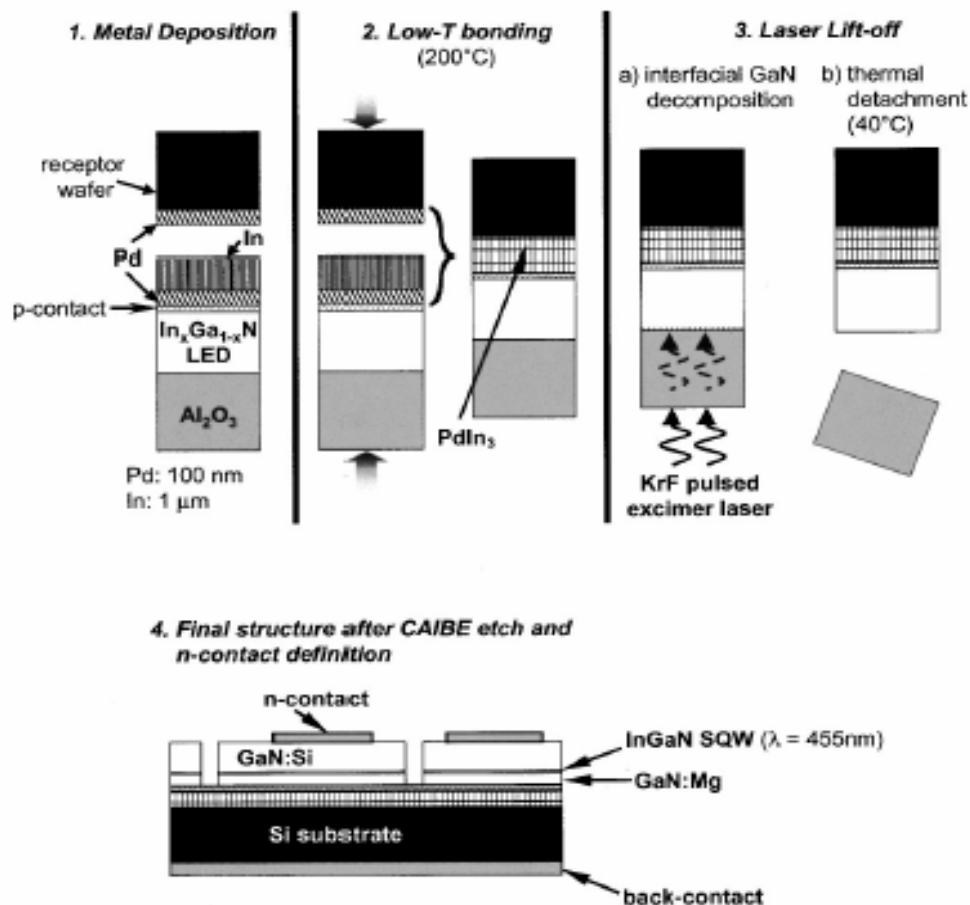 1. Metal Deposition
receptor
wafer
Pd
In
p-contact
InₓGa₁₋ₓN
LED
Al₂O₃
Pd: 100 nm
In: 1 μm
2. Low-T bonding
(200°C)
PdIn₃
3. Laser Lift-off
a) interfacial GaN
decomposition
b) thermal
detachment
(40°C)
KrF pulsed
excimer laser
4. Final structure after CAIBE etch and
n-contact definition
n-contact
GaN:Si
InGaN SQW (λ = 455nm)
GaN:Mg
Si substrate
back-contact